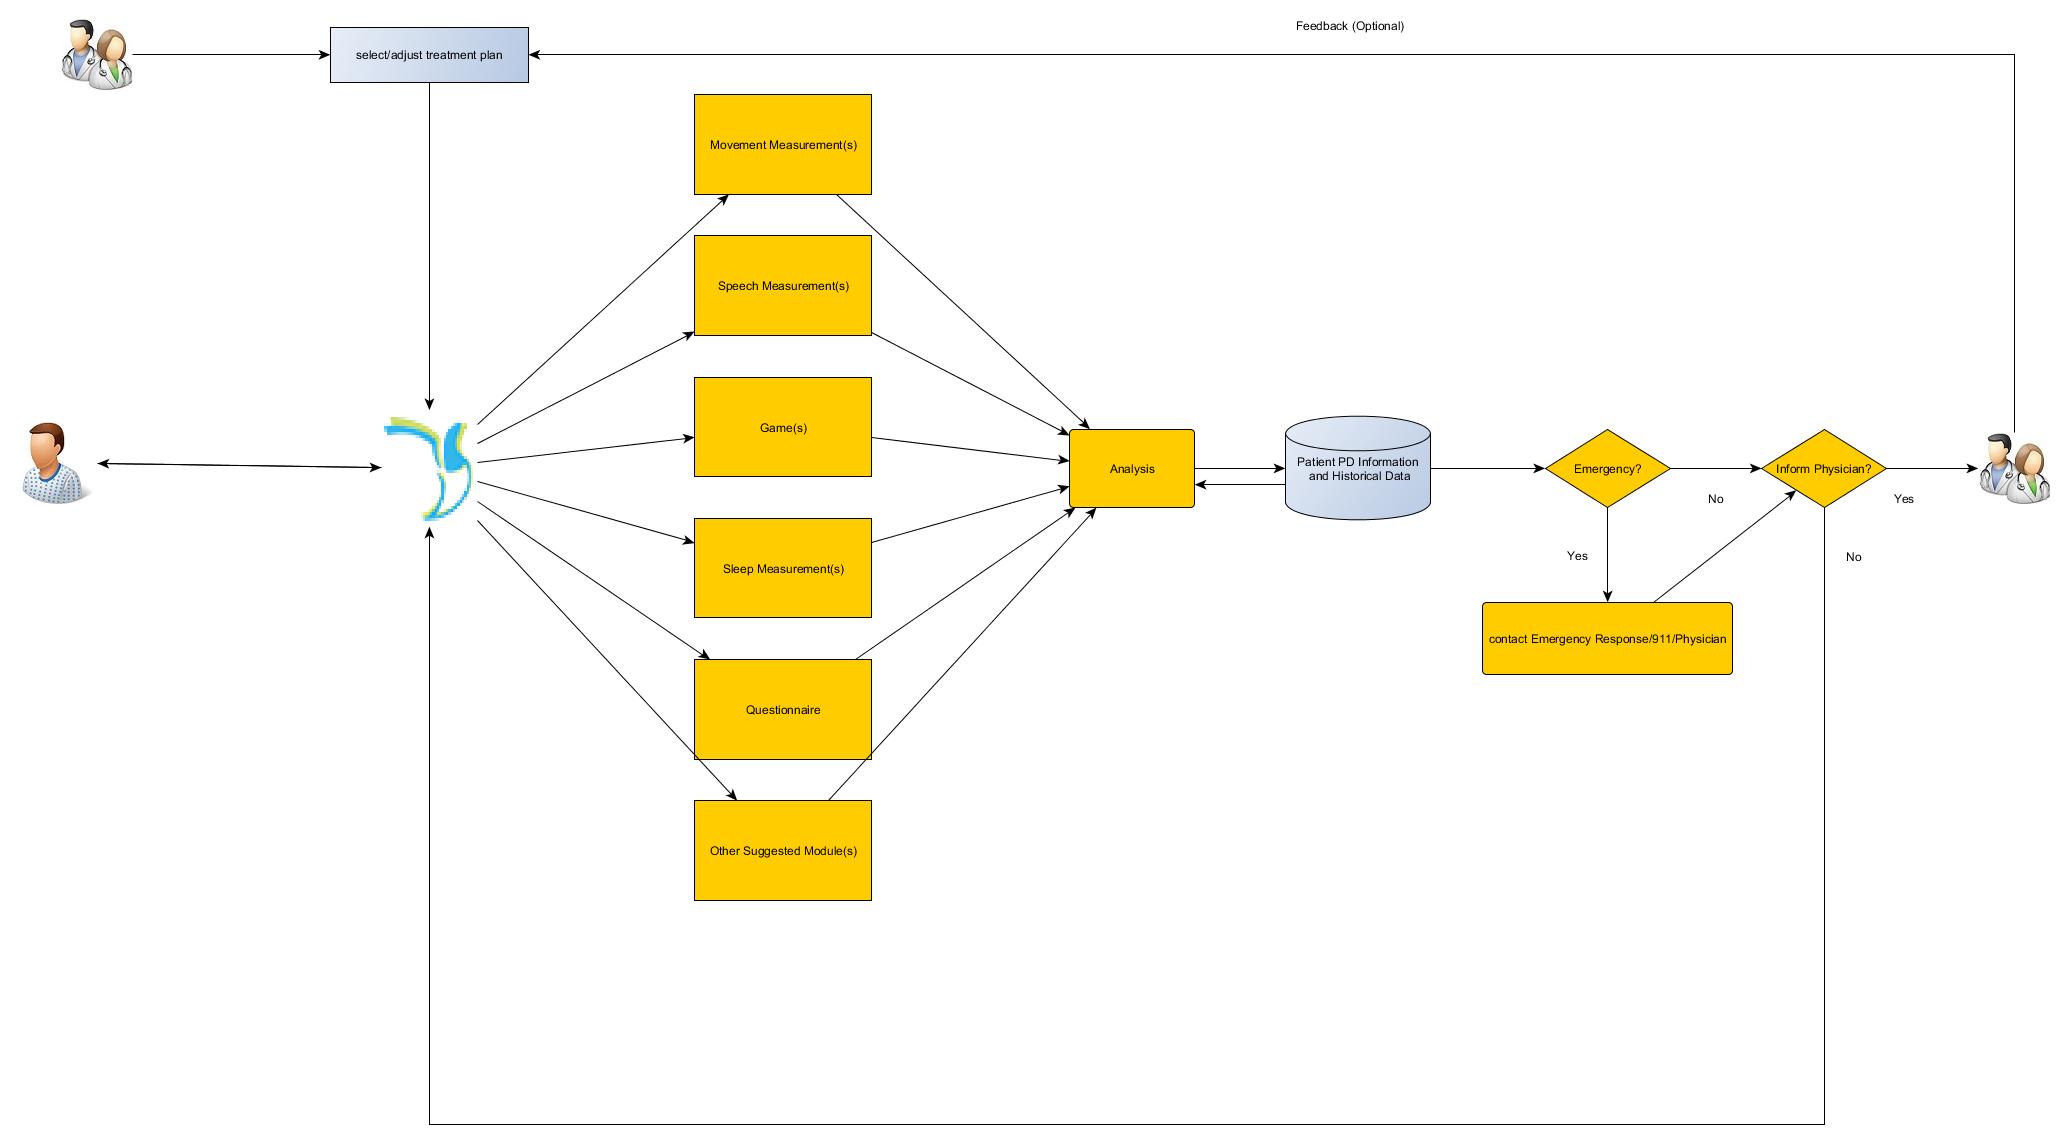 Feedback (Optional)
select/adjust treatment plan
Movement Measurement(s)
Speech Measurement(s)
Game(s)
Sleep Measurement(s)
Questionnaire
Other Suggested Module(s)
Analysis
Patient PD Information
and Historical Data
Emergency?
No
Yes
contact Emergency Response/911/Physician
Inform Physician?
Yes
No